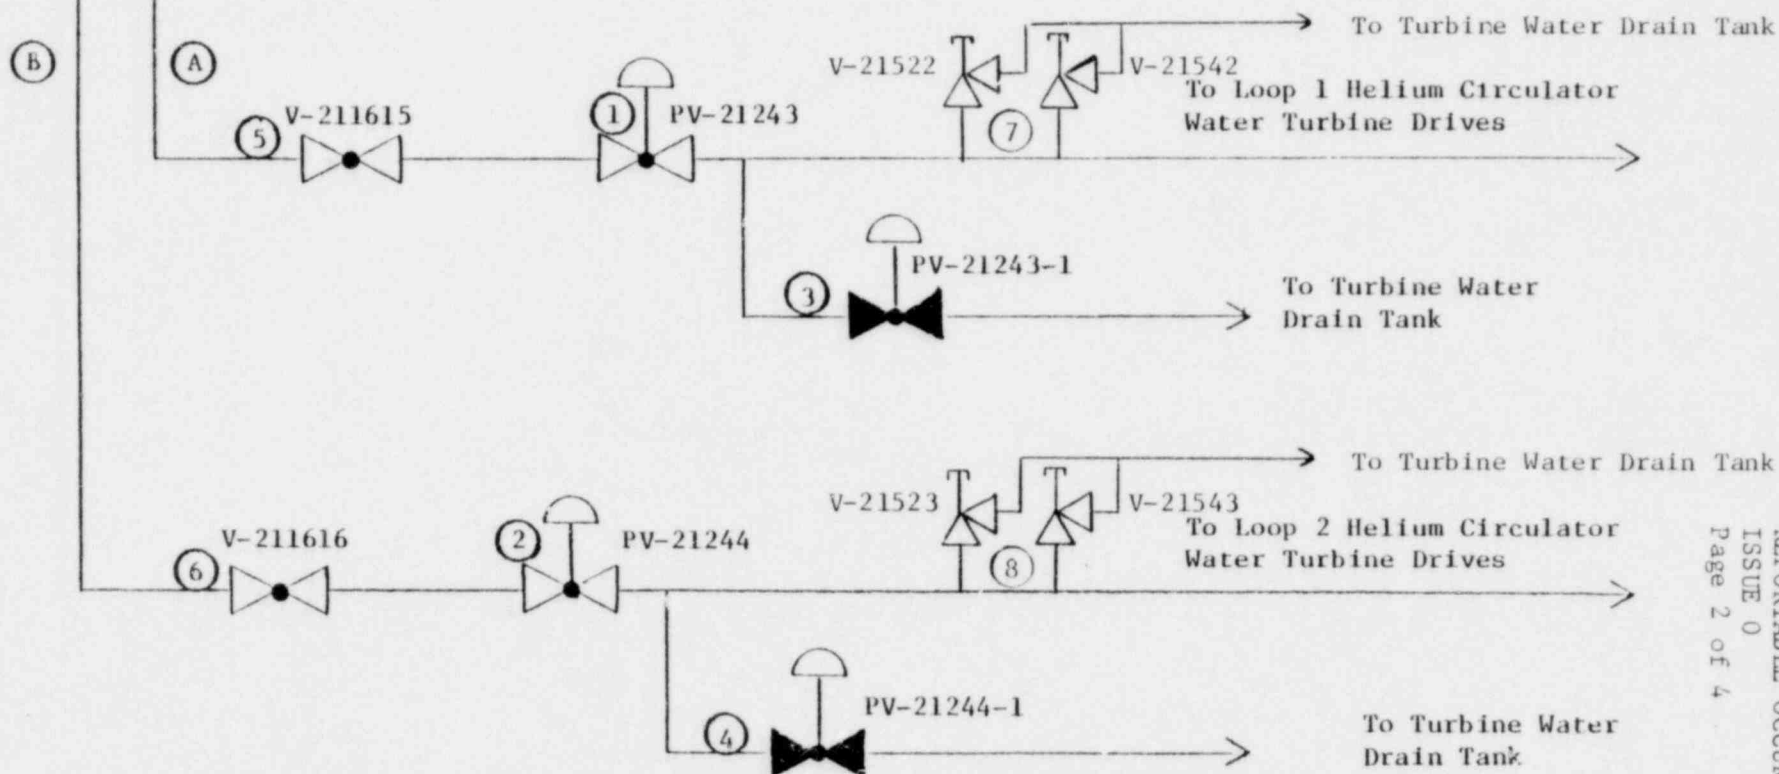 To Turbine Water Drain Tank
B
A
V-21522
V-21542
V-211615
1
PV-21243
To Loop 1 Helium Circulator
Water Turbine Drives
5
7
PV-21243-1
3
To Turbine Water
Drain Tank
To Turbine Water Drain Tank
V-21523
V-21543
V-211616
2
PV-21244
To Loop 2 Helium Circulator
Water Turbine Drives
6
8
PV-21244-1
4
To Turbine Water
Drain Tank
ISSUE 0
Page 2 of 4